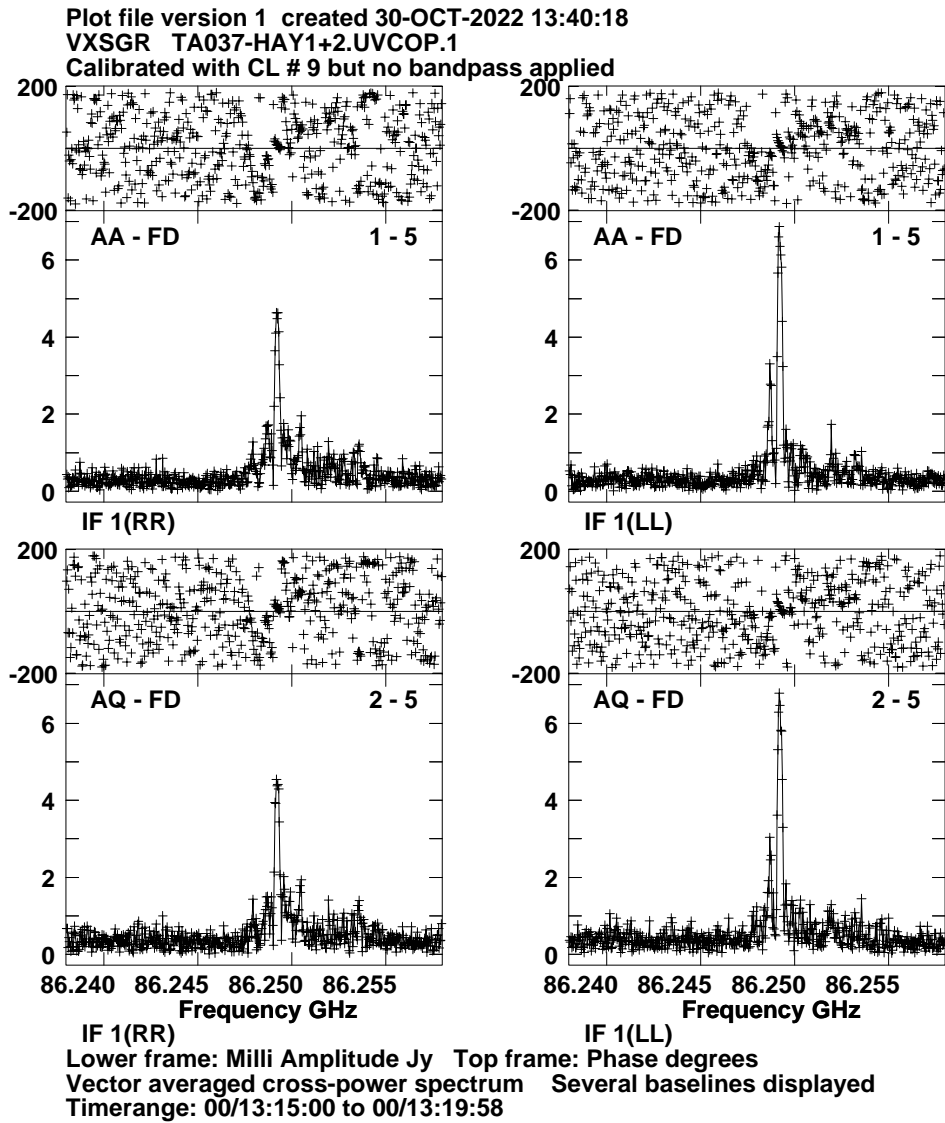 Plot file version 1 created 30-OCT-2022 13:40:18
VXSGR TA037-HAY1+2.UVCOP.1
Calibrated with CL # 9 but no bandpass applied
200
-200
AA - FD 1 - 5
6
4
2
0
IF 1(RR)
200
-200
AA - FD 1 - 5
6
4
2
0
IF 1(LL)
200
-200
AQ - FD 2 - 5
6
4
2
0
86.240 86.245 86.250 86.255
Frequency GHz
IF 1(RR)
200
-200
AQ - FD 2 - 5
6
4
2
0
86.240 86.245 86.250 86.255
Frequency GHz
IF 1(LL)
Lower frame: Milli Amplitude Jy Top frame: Phase degrees
Vector averaged cross-power spectrum Several baselines displayed
Timerange: 00/13:15:00 to 00/13:19:58